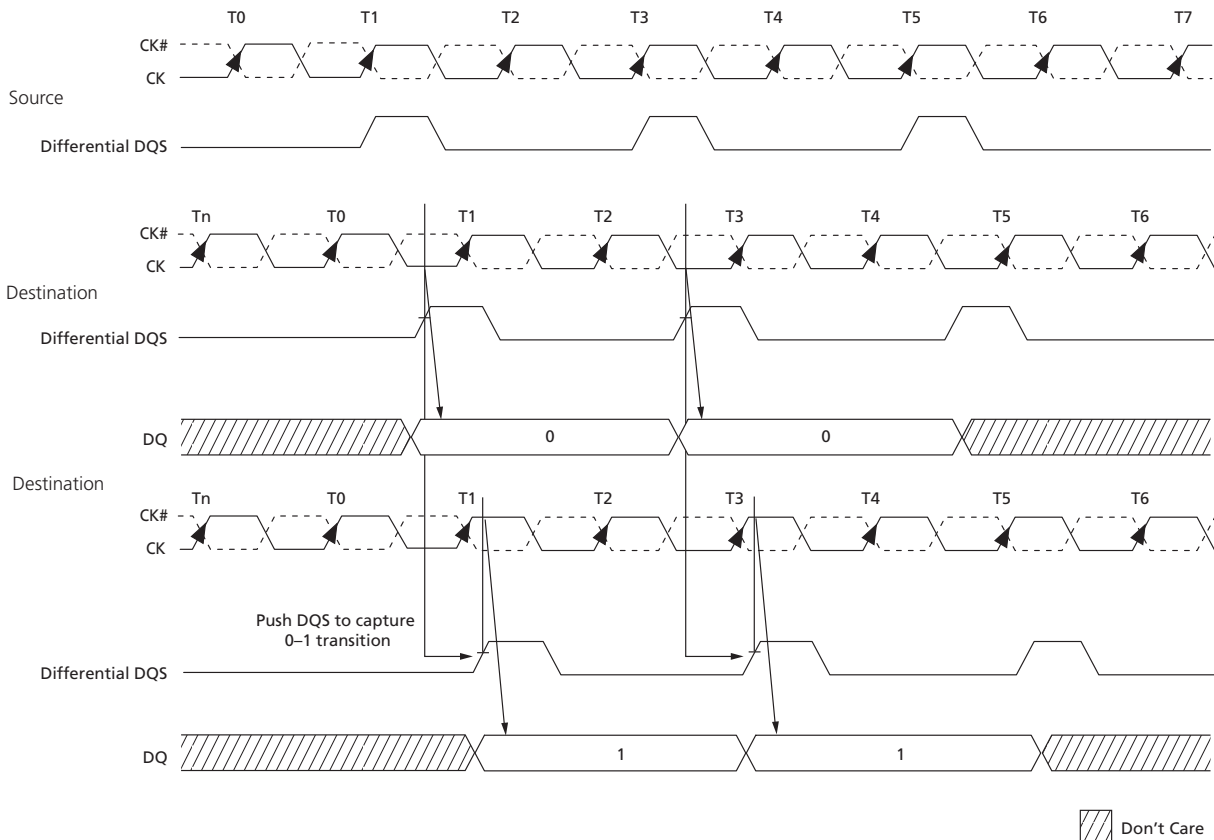 T0 T1 T2 T3 T4 T5 T6 T7
CK#
CK
Source
Differential DQS
Tn T0 T1 T2 T3 T4 T5 T6
CK#
CK
Destination
Differential DQS
DQ 0 0
Destination
Tn T0 T1 T2 T3 T4 T5 T6
CK#
CK
Push DQS to capture
0–1 transition
Differential DQS
DQ 1 1
Don't Care